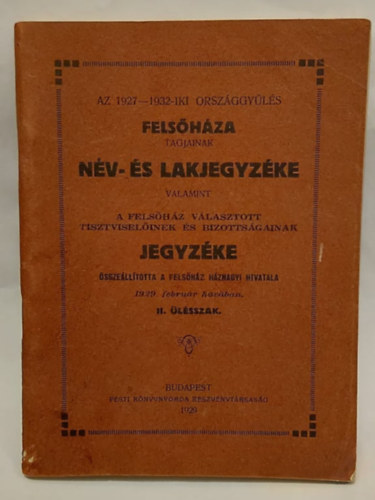 AZ 1927—1932-IKI ORSZÁGGYŰLÉS
FELSŐHÁZA
TAGJAINAK
NÉV- ÉS LAKJEGYZÉKE
VALAMINT
A FELSŐHÁZ VÁLASZTOTT
TISZTVISELŐINEK ÉS BIZOTTSÁGAINAK
JEGYZÉKE
ÖSSZEÁLLÍTOTTA A FELSŐHÁZ HÁZNAGYI HIVATALA
1929 február havában.
II. ÜLÉSSZAK.
BUDAPEST
PESTI KÖNYVNYOMDA RÉSZVÉNYTÁRSASÁG
1929